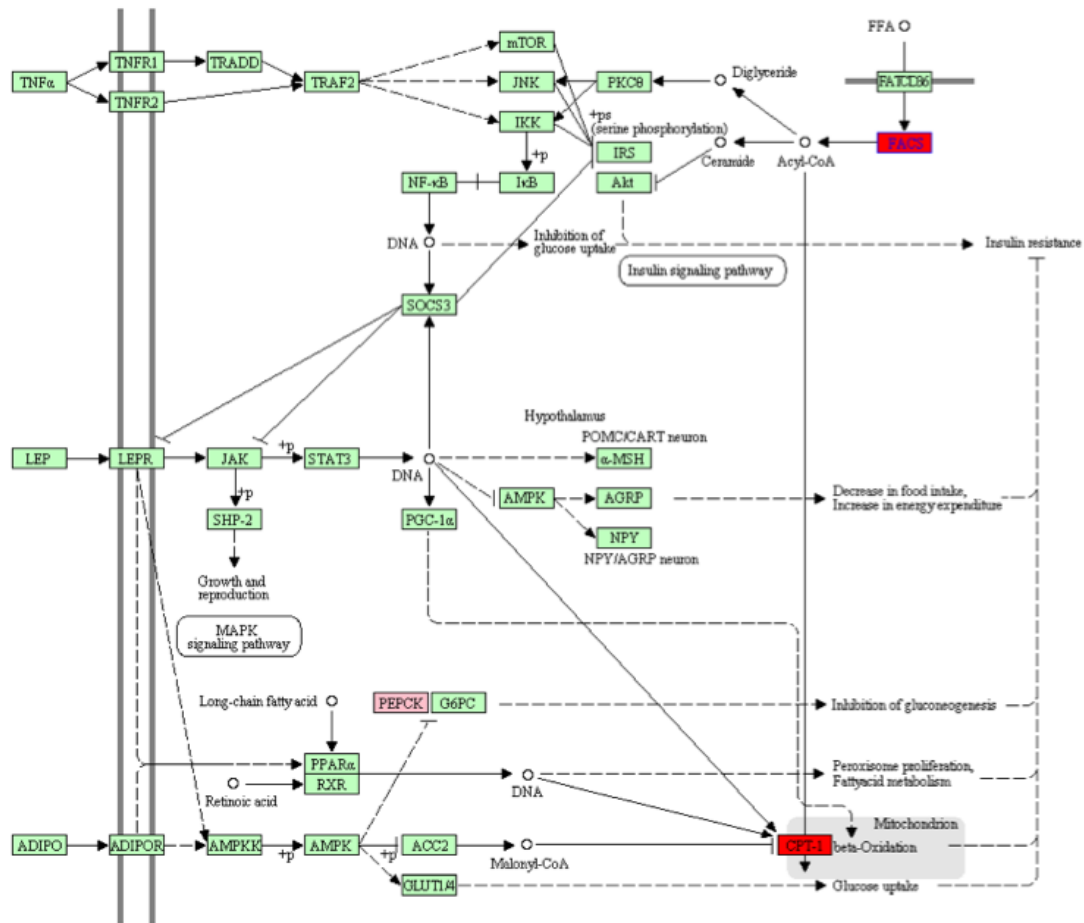 FFA
mTOR
TNFα
TNFR1
TRADD
TRAF2
JNK
PKCθ
Diglyceride
FAT/CD36
TNFR2
IKK
+ps
(serine phosphorylation)
+p
IRS
Ceramide
Acyl-CoA
FACS
NF-κB
IκB
Akt
DNA
Inhibition of
glucose uptake
Insulin resistance
Insulin signaling pathway
SOCS3
Hypothalamus
POMC/CART neuron
LEP
LEPR
JAK
+p
STAT3
DNA
α-MSH
+p
SHP-2
PGC-1α
AMPK
AGRP
Decrease in food intake,
Increase in energy expenditure
NPY
NPY/AGRP neuron
Growth and
reproduction
MAPK
signaling pathway
Long-chain fatty acid
PEPCK
G6PC
Inhibition of gluconeogenesis
PPARα
RXR
Retinoic acid
DNA
Peroxisome proliferation,
Fattyacid metabolism
Mitochondrion
ADIPO
ADIPOR
AMPKK
+p
AMPK
+p
ACC2
Malonyl-CoA
CPT-1
beta-Oxidation
GLUT1/4
Glucose uptake